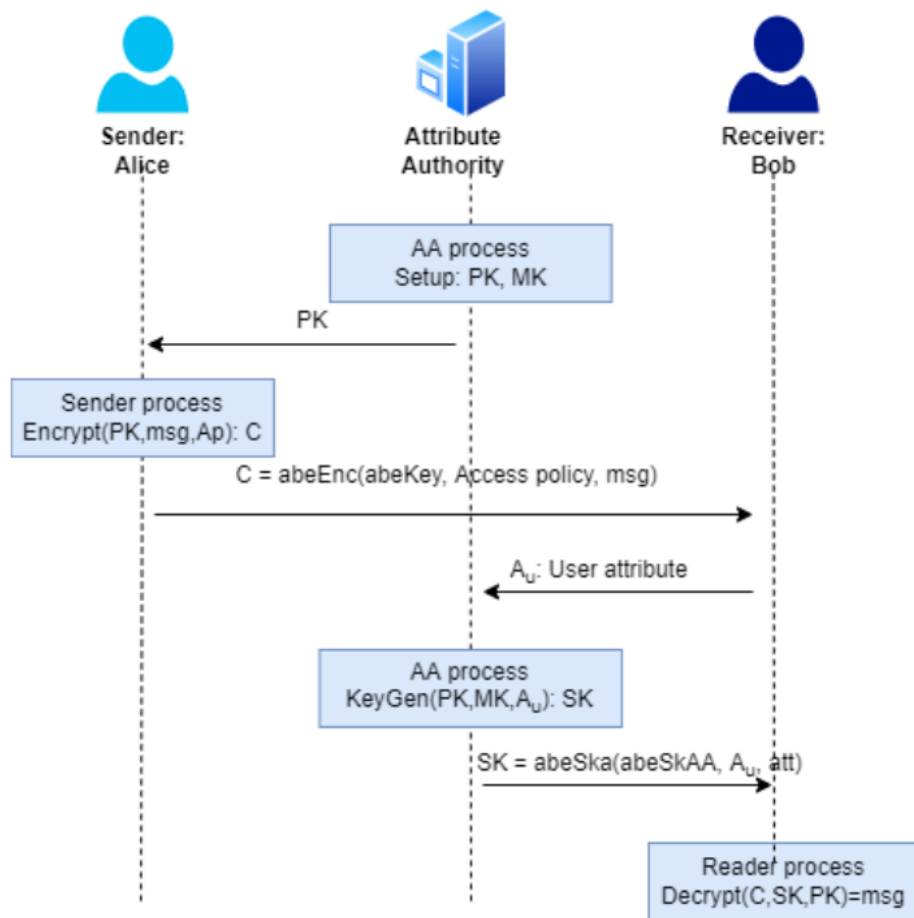 Sender:
Alice
Attribute
Authority
Receiver:
Bob
AA process
Setup: PK, MK
PK
Sender process
Encrypt(PK,msg,Ap): C
C = abeEnc(abeKey, Access policy, msg)
Aᵤ: User attribute
AA process
KeyGen(PK,MK,Aᵤ): SK
SK = abeSka(abeSkAA, Aᵤ, att)
Reader process
Decrypt(C,SK,PK)=msg